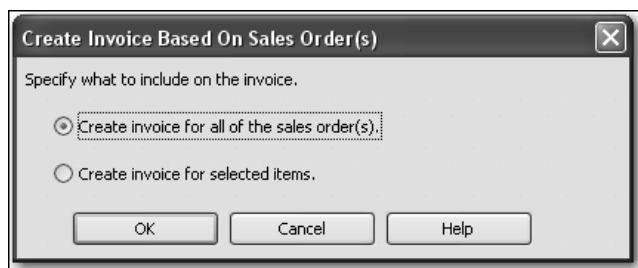 Create Invoice Based On Sales Order(s)
Specify what to include on the invoice.
Create invoice for all of the sales order(s).
Create invoice for selected items.
OK Cancel Help